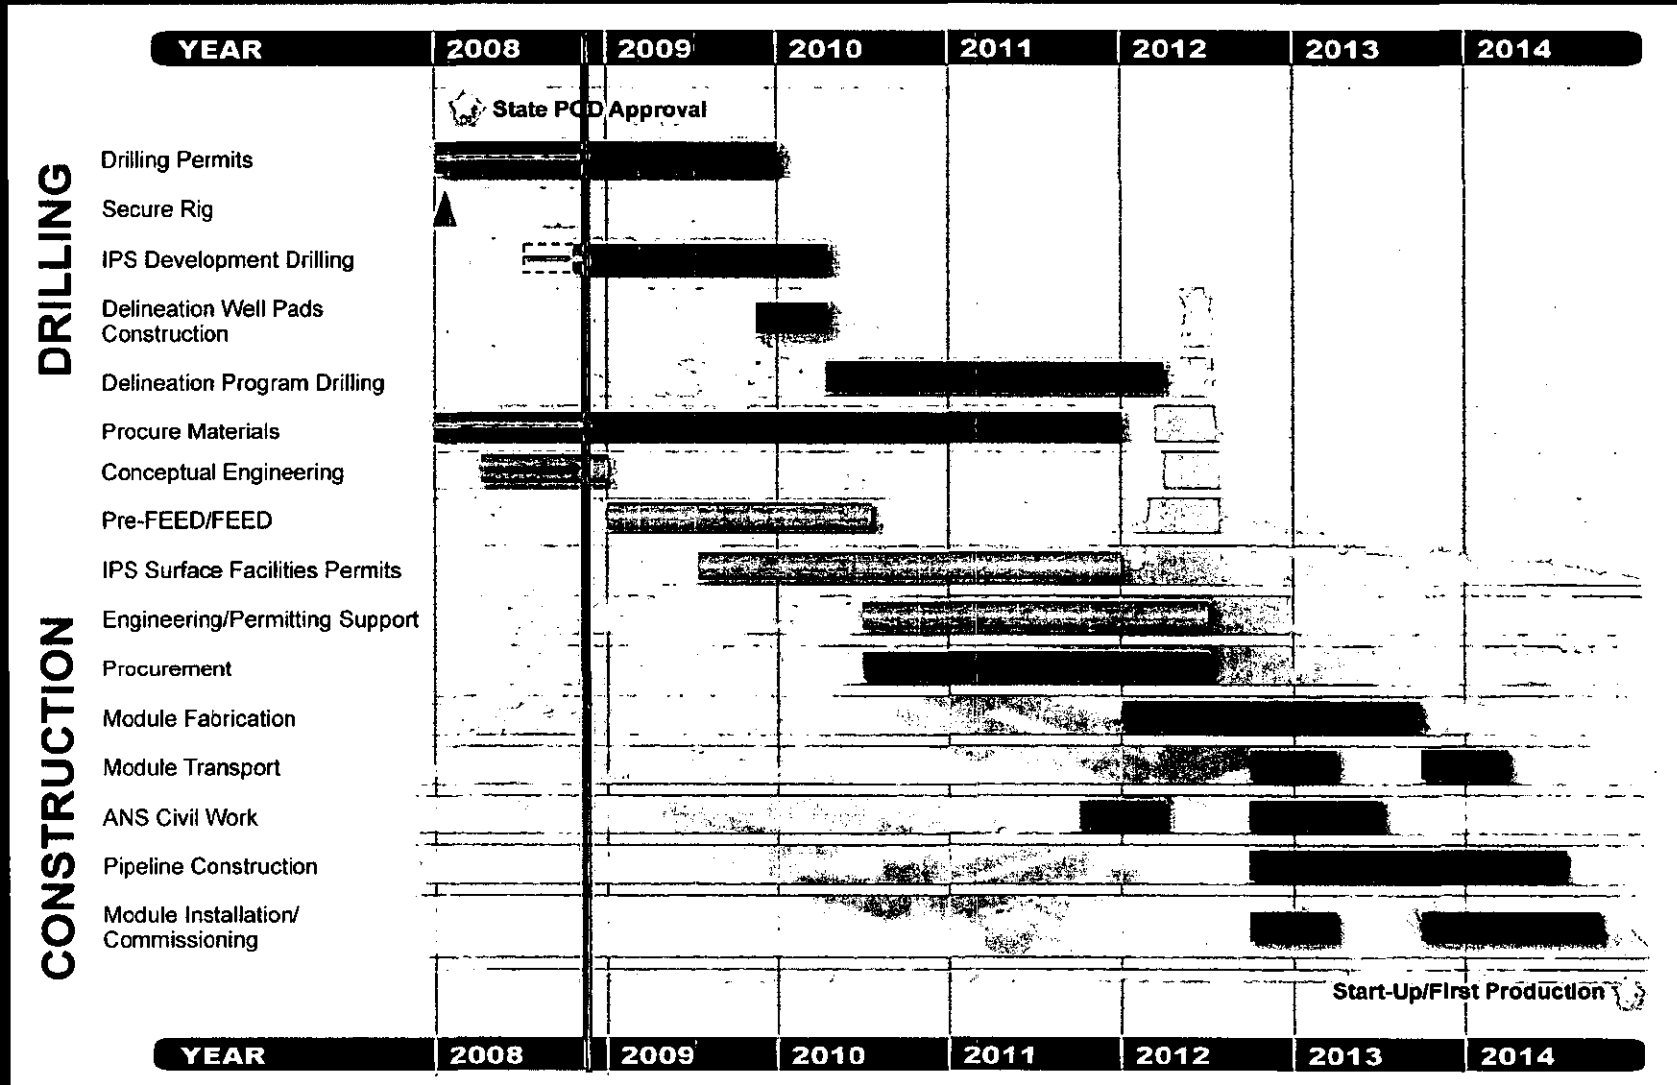 YEAR 2008 2009 2010 2011 2012 2013 2014
State POD Approval
DRILLING
Drilling Permits
Secure Rig
IPS Development Drilling
Delineation Well Pads
Construction
Delineation Program Drilling
Procure Materials
CONSTRUCTION
Conceptual Engineering
Pre-FEED/FEED
IPS Surface Facilities Permits
Engineering/Permitting Support
Procurement
Module Fabrication
Module Transport
ANS Civil Work
Pipeline Construction
Module Installation/
Commissioning
Start-Up/First Production
YEAR 2008 2009 2010 2011 2012 2013 2014